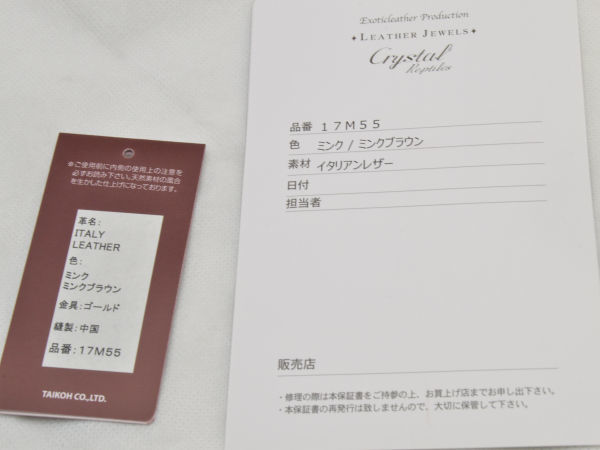 ※ご使用前に内側の使用上の注意を
必ずお読み下さい。天然素材の風合
を生かした仕上げになっております。
革名:
ITALY
LEATHER
色:
ミンク
ミンクブラウン
金具:ゴールド
縫製:中国
品番:17M55
TAIKOH CO.,LTD.
Exoticleather Production
LEATHER JEWELS
Crystal
Reptiles
品番 17M55
色 ミンク / ミンクブラウン
素材 イタリアンレザー
日付
担当者
販売店
・修理の際は本保証書をご持参の上、お買上げ店までお申し出下さい。
・本保証書の再発行は致しませんので、大切に保管して下さい。